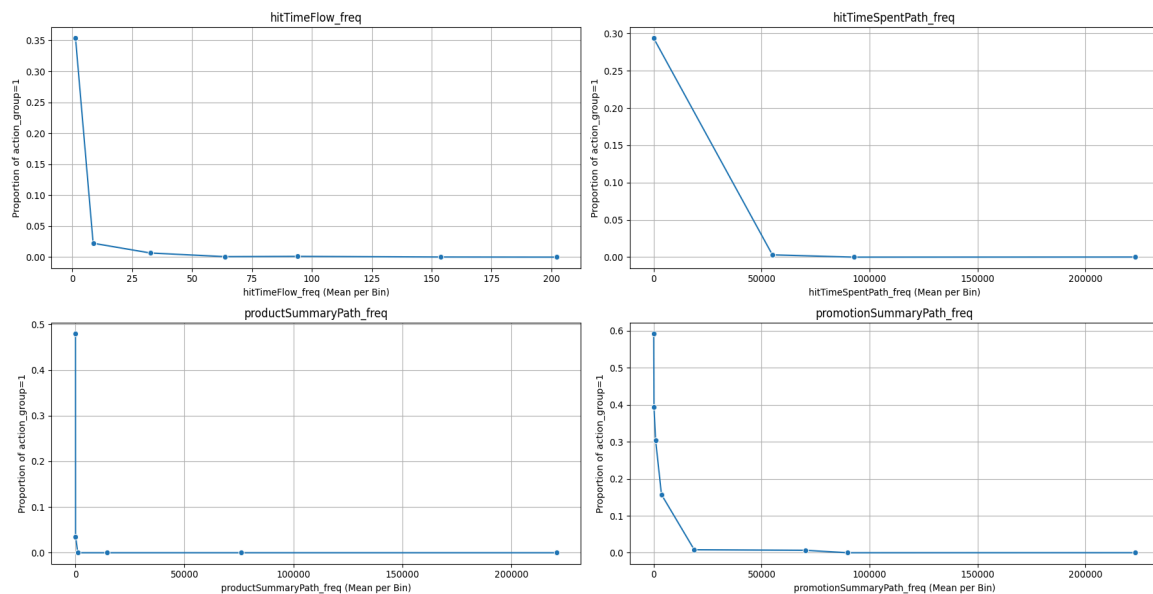 hitTimeFlow_freq
Proportion of action_group=1
0.35
0.30
0.25
0.20
0.15
0.10
0.05
0.00
0 25 50 75 100 125 150 175 200
hitTimeFlow_freq (Mean per Bin)
hitTimeSpentPath_freq
Proportion of action_group=1
0.30
0.25
0.20
0.15
0.10
0.05
0.00
0 50000 100000 150000 200000
hitTimeSpentPath_freq (Mean per Bin)
productSummaryPath_freq
Proportion of action_group=1
0.5
0.4
0.3
0.2
0.1
0.0
0 50000 100000 150000 200000
productSummaryPath_freq (Mean per Bin)
promotionSummaryPath_freq
Proportion of action_group=1
0.6
0.5
0.4
0.3
0.2
0.1
0.0
0 50000 100000 150000 200000
promotionSummaryPath_freq (Mean per Bin)